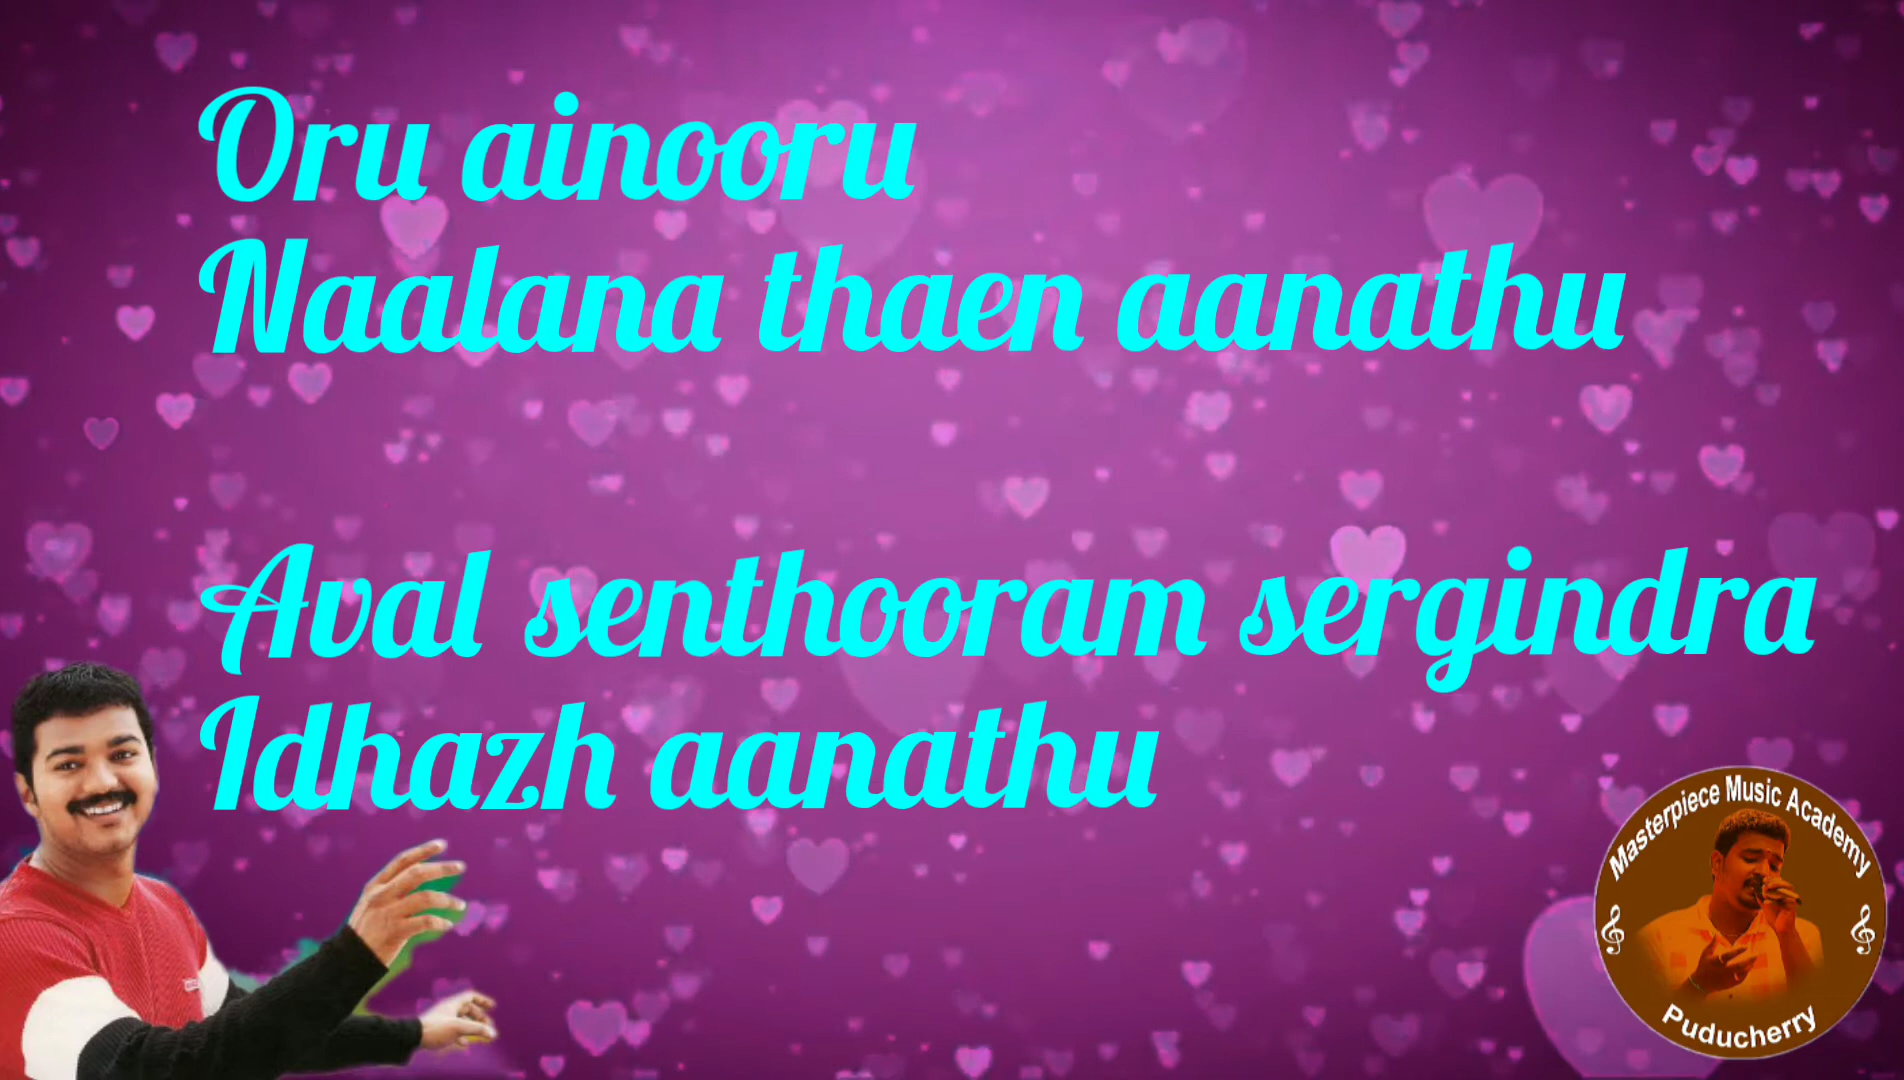 Oru ainooru
Naalana thaen aanathu
Aval senthooram sergindra
Idhazh aanathu
Masterpiece Music Academy
Puducherry